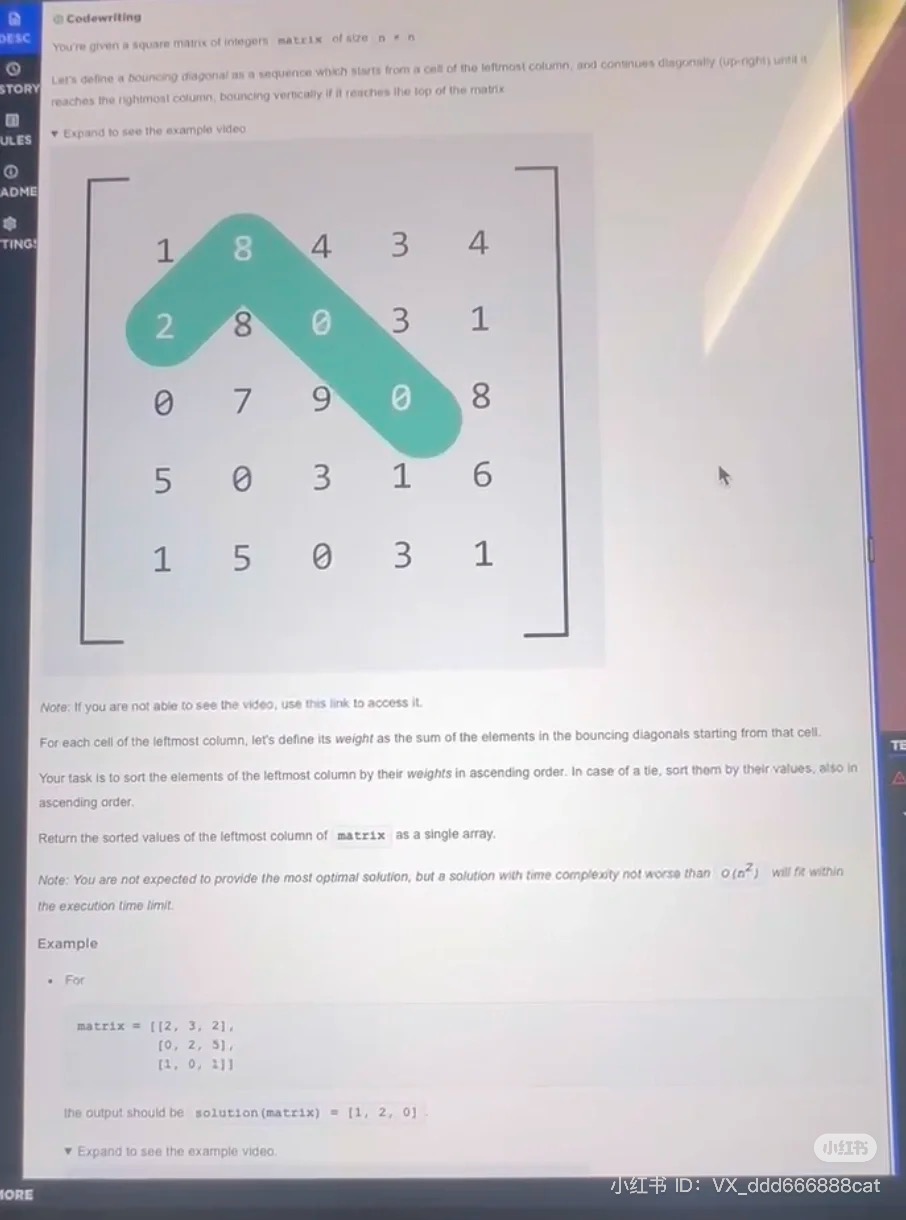 Codewriting
DESC
You're given a square matrix of integers matrix of size n × n
STORY
Let's define a bouncing diagonal as a sequence which starts from a cell of the leftmost column, and continues diagonally (up-right) until it
reaches the rightmost column, bouncing vertically if it reaches the top of the matrix
ULES
▼ Expand to see the example video
ADME
TING
1 8 4 3 4
2 8 0 3 1
0 7 9 0 8
5 0 3 1 6
1 5 0 3 1
Note: If you are not able to see the video, use this link to access it.
For each cell of the leftmost column, let's define its weight as the sum of the elements in the bouncing diagonals starting from that cell.
TE
Your task is to sort the elements of the leftmost column by their weights in ascending order. In case of a tie, sort them by their values, also in
ascending order.
Return the sorted values of the leftmost column of matrix as a single array.
Note: You are not expected to provide the most optimal solution, but a solution with time complexity not worse than O(n²) will fit within
the execution time limit.
Example
• For
matrix = [[2, 3, 2],
[0, 2, 5],
[1, 0, 1]]
the output should be solution(matrix) = [1, 2, 0] .
▼ Expand to see the example video.
小红书
MORE
小红书 ID: VX_ddd666888cat